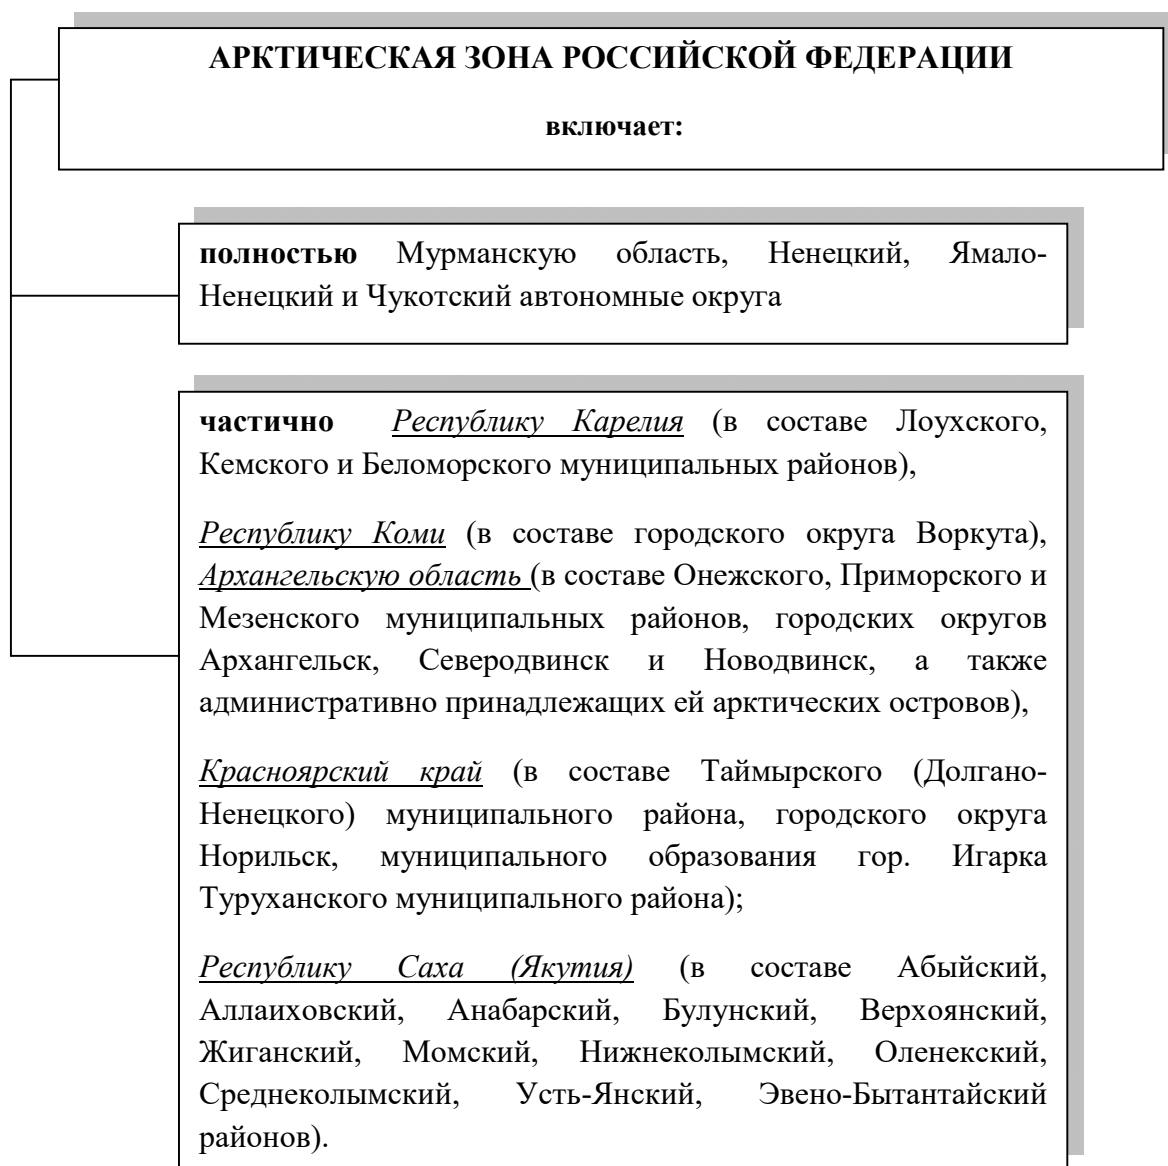 АРКТИЧЕСКАЯ ЗОНА РОССИЙСКОЙ ФЕДЕРАЦИИ
включает:
полностью Мурманскую область, Ненецкий, Ямало-
Ненецкий и Чукотский автономные округа
частично Республику Карелия (в составе Лоухского,
Кемского и Беломорского муниципальных районов),
Республику Коми (в составе городского округа Воркута),
Архангельскую область (в составе Онежского, Приморского и
Мезенского муниципальных районов, городских округов
Архангельск, Северодвинск и Новодвинск, а также
административно принадлежащих ей арктических островов),
Красноярский край (в составе Таймырского (Долгано-
Ненецкого) муниципального района, городского округа
Норильск, муниципального образования гор. Игарка
Туруханского муниципального района);
Республику Саха (Якутия) (в составе Абыйский,
Аллаиховский, Анабарский, Булунский, Верхоянский,
Жиганский, Момский, Нижнеколымский, Оленекский,
Среднеколымский, Усть-Янский, Эвено-Бытантайский
районов).